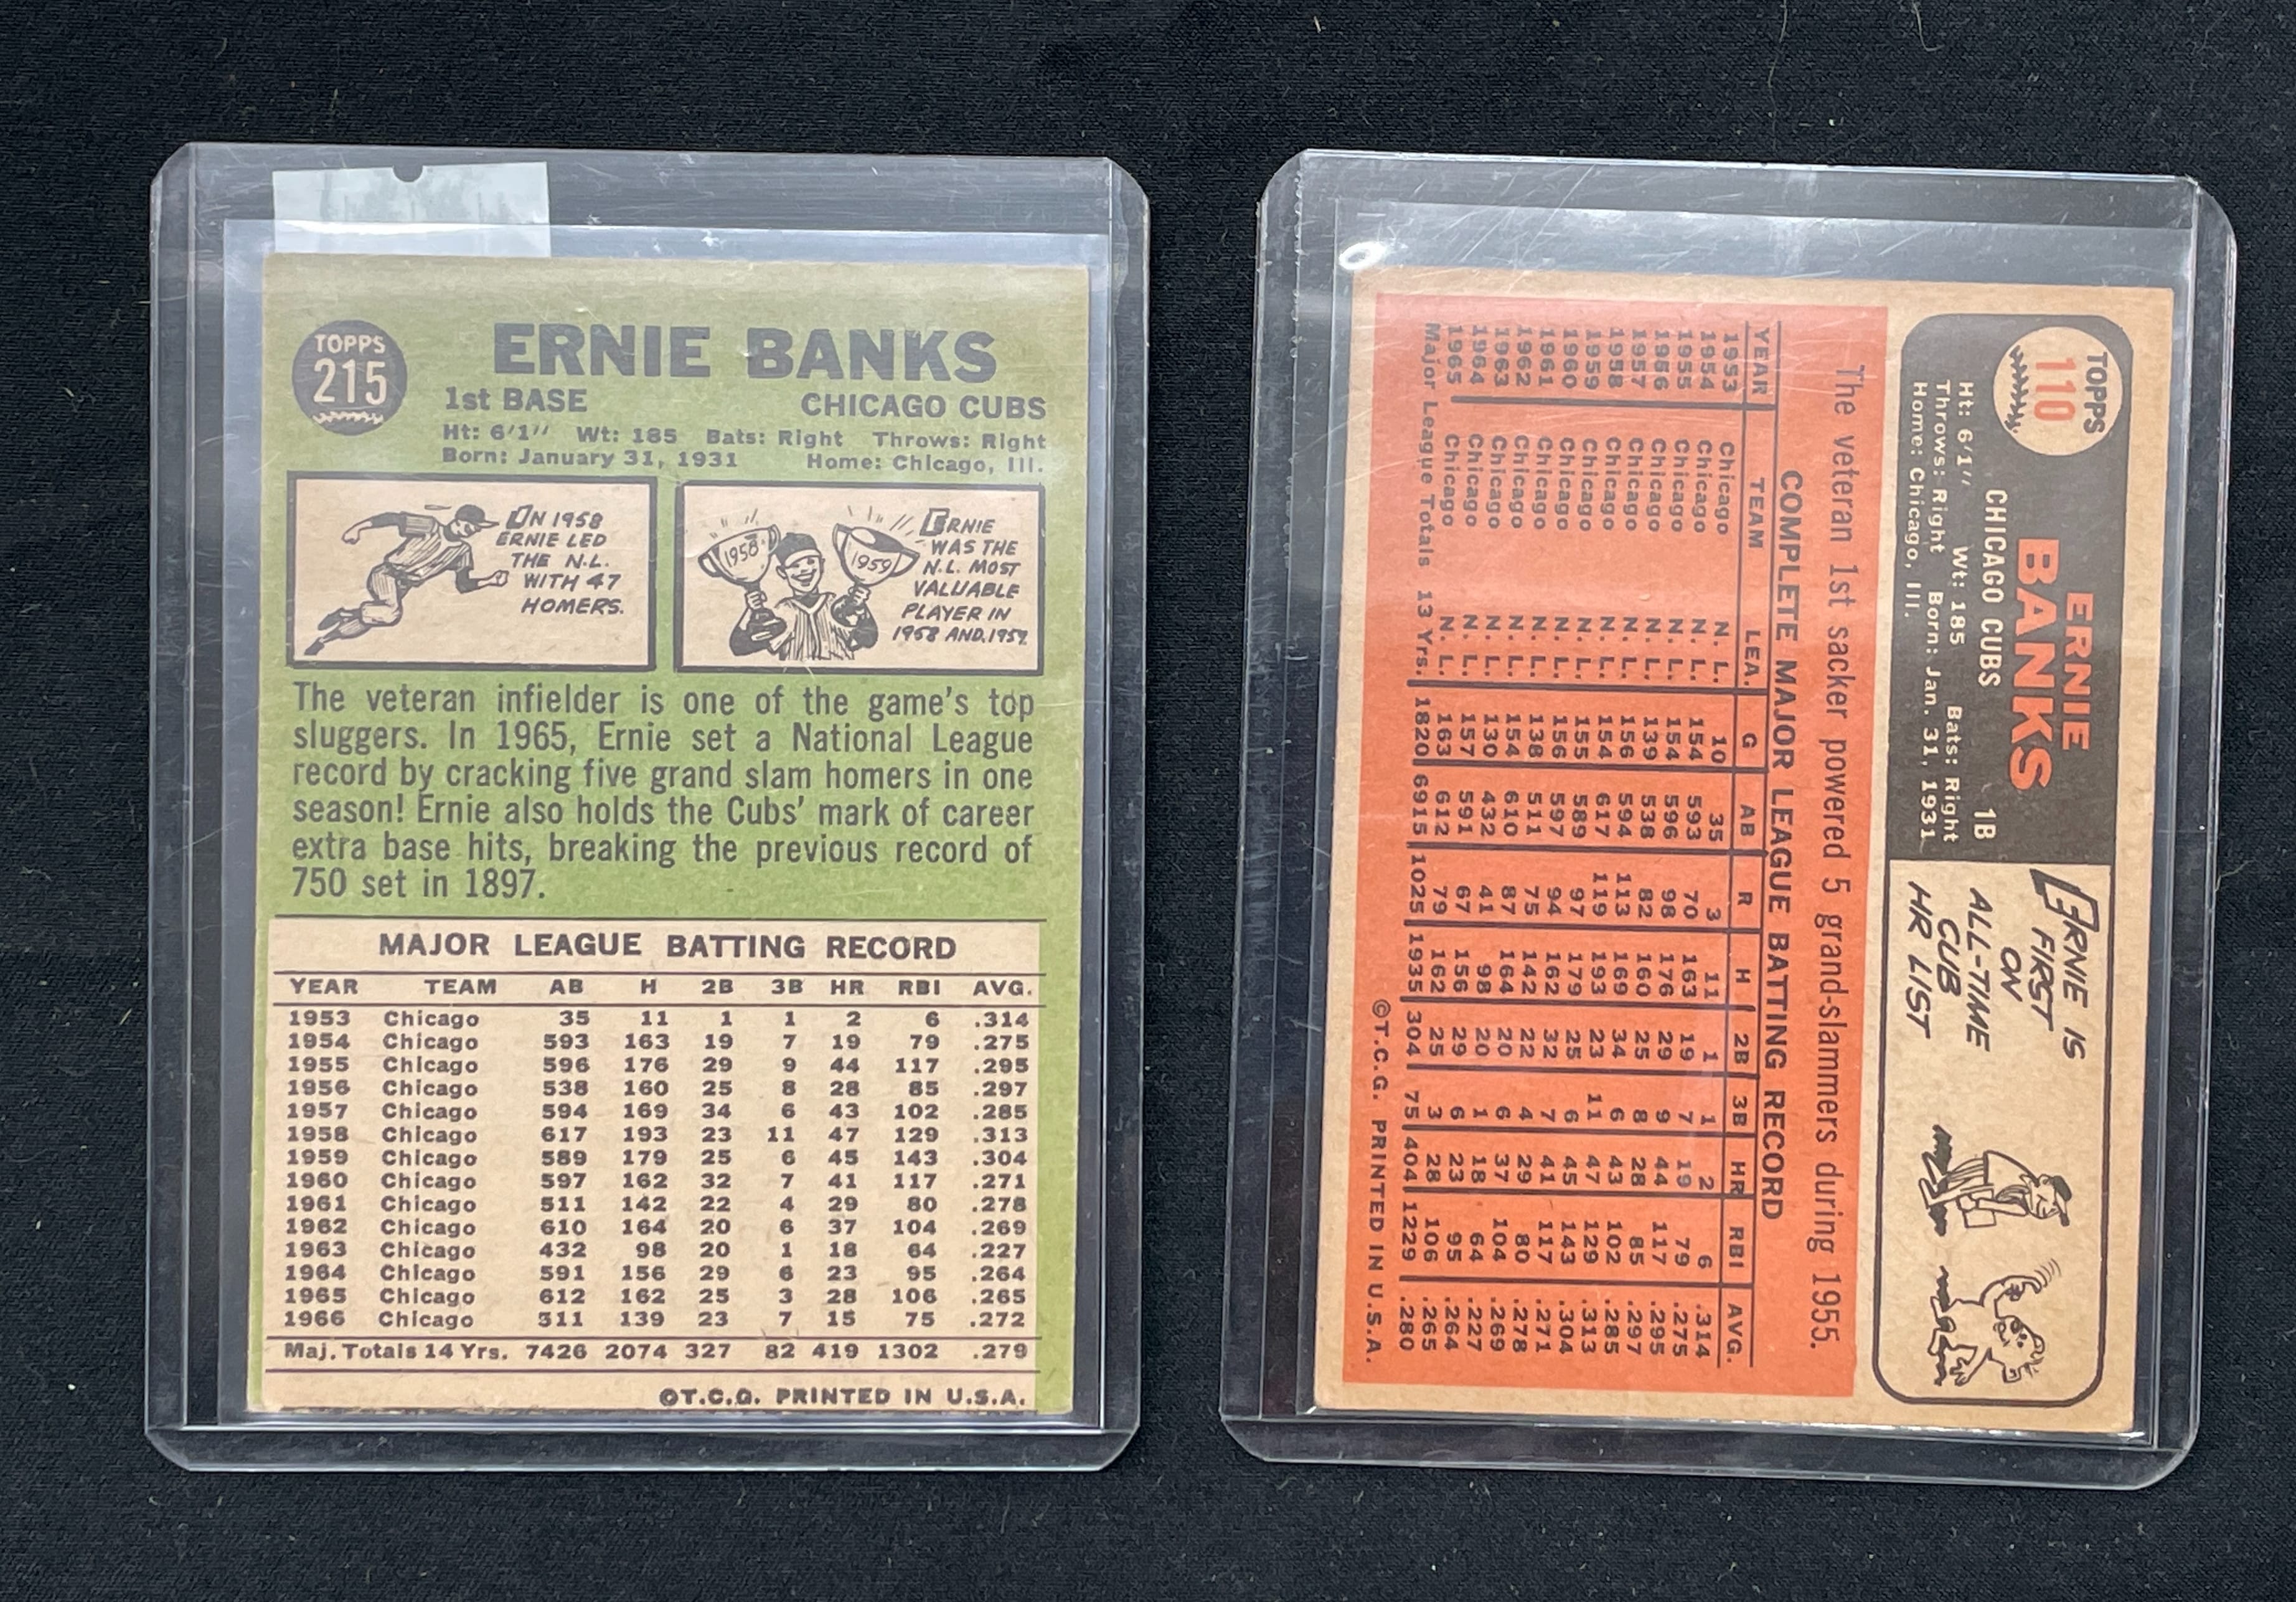 TOPPS
215
ERNIE BANKS
1st BASE CHICAGO CUBS
Ht: 6'1" Wt: 185 Bats: Right Throws: Right
Born: January 31, 1931 Home: Chicago, Ill.
ON 1958
ERNIE LED
THE N.L.
WITH 47
HOMERS.
1958
1959
ERNIE
WAS THE
N.L. MOST
VALUABLE
PLAYER IN
1958 AND, 1959.
The veteran infielder is one of the game's top
sluggers. In 1965, Ernie set a National League
record by cracking five grand slam homers in one
season! Ernie also holds the Cubs' mark of career
extra base hits, breaking the previous record of
750 set in 1897.
MAJOR LEAGUE BATTING RECORD
YEAR TEAM AB H 2B 3B HR RBI AVG.
1953 Chicago 35 11 1 1 2 6 .314
1954 Chicago 593 163 19 7 19 79 .275
1955 Chicago 596 176 29 9 44 117 .295
1956 Chicago 538 160 25 8 28 85 .297
1957 Chicago 594 169 34 6 43 102 .285
1958 Chicago 617 193 23 11 47 129 .313
1959 Chicago 589 179 25 6 45 143 .304
1960 Chicago 597 162 32 7 41 117 .271
1961 Chicago 511 142 22 4 29 80 .278
1962 Chicago 610 164 20 6 37 104 .269
1963 Chicago 432 98 20 1 18 64 .227
1964 Chicago 591 156 29 6 23 95 .264
1965 Chicago 612 162 25 3 28 106 .265
1966 Chicago 511 139 23 7 15 75 .272
Maj. Totals 14 Yrs. 7426 2074 327 82 419 1302 .279
©T.C.G. PRINTED IN U.S.A.
TOPPS
110
ERNIE
BANKS
CHICAGO CUBS 1B
Ht: 6'1" Wt: 185 Bats: Right
Throws: Right Born: Jan. 31, 1931
Home: Chicago, Ill.
ERNIE IS
FIRST
ON
ALL-TIME
CUB
HR LIST
The veteran 1st sacker powered 5 grand-slammers during 1955.
COMPLETE MAJOR LEAGUE BATTING RECORD
YEAR TEAM LEA. G AB R H 2B 3B HR RBI AVG.
1953 Chicago N. L. 10 35 3 11 1 1 2 6 .314
1954 Chicago N. L. 154 593 70 163 19 7 19 79 .275
1955 Chicago N. L. 154 596 98 176 29 9 44 117 .295
1956 Chicago N. L. 139 538 82 160 25 8 28 85 .297
1957 Chicago N. L. 156 594 113 169 34 6 43 102 .285
1958 Chicago N. L. 154 617 119 193 23 11 47 129 .313
1959 Chicago N. L. 155 589 97 179 25 6 45 143 .304
1960 Chicago N. L. 156 597 94 162 32 7 41 117 .271
1961 Chicago N. L. 138 511 75 142 22 4 29 80 .278
1962 Chicago N. L. 154 610 87 164 20 6 37 104 .269
1963 Chicago N. L. 130 432 41 98 20 1 18 64 .227
1964 Chicago N. L. 157 591 67 156 29 6 23 95 .264
1965 Chicago N. L. 163 612 79 162 25 3 28 106 .265
Major League Totals 13 Yrs. 1820 6915 1025 1935 304 75 404 1229 .280
©T.C.G. PRINTED IN U.S.A.